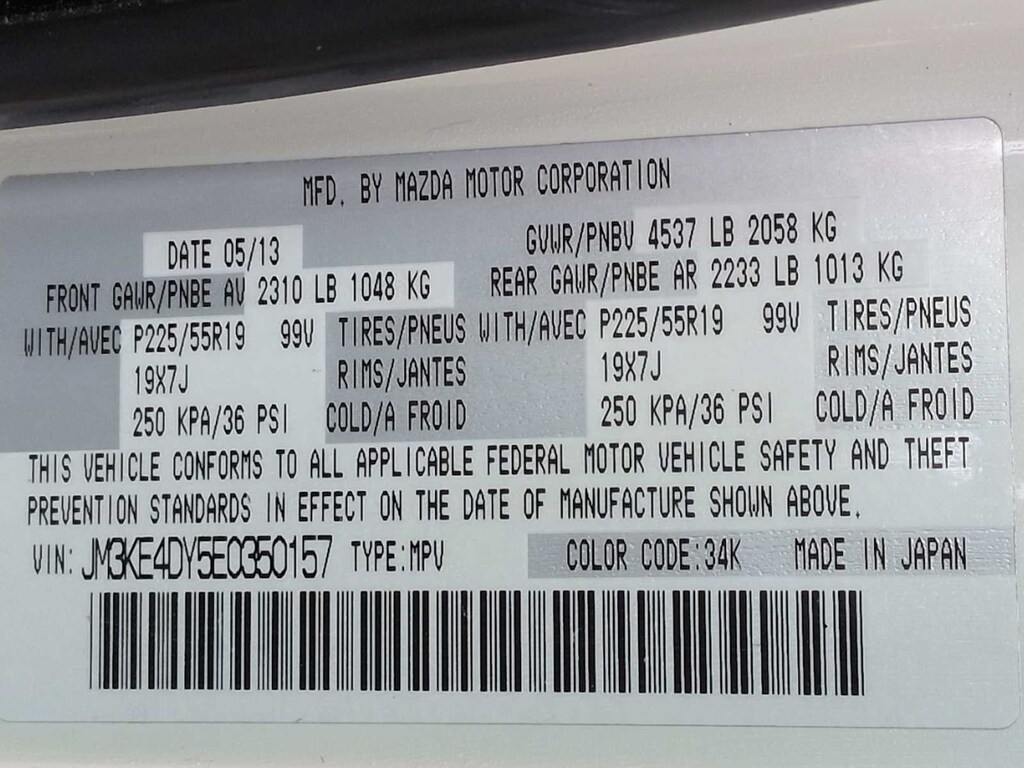 MFD. BY MAZDA MOTOR CORPORATION
DATE 05/13 GVWR/PNBV 4537 LB 2058 KG
FRONT GAWR/PNBE AV 2310 LB 1048 KG REAR GAWR/PNBE AR 2233 LB 1013 KG
WITH/AVEC P225/55R19 99V TIRES/PNEUS WITH/AVEC P225/55R19 99V TIRES/PNEUS
19X7J RIMS/JANTES 19X7J RIMS/JANTES
250 KPA/36 PSI COLD/A FROID 250 KPA/36 PSI COLD/A FROID
THIS VEHICLE CONFORMS TO ALL APPLICABLE FEDERAL MOTOR VEHICLE SAFETY AND THEFT
PREVENTION STANDARDS IN EFFECT ON THE DATE OF MANUFACTURE SHOWN ABOVE.
VIN: JM3KE4DY5E0350157 TYPE:MPV COLOR CODE:34K MADE IN JAPAN